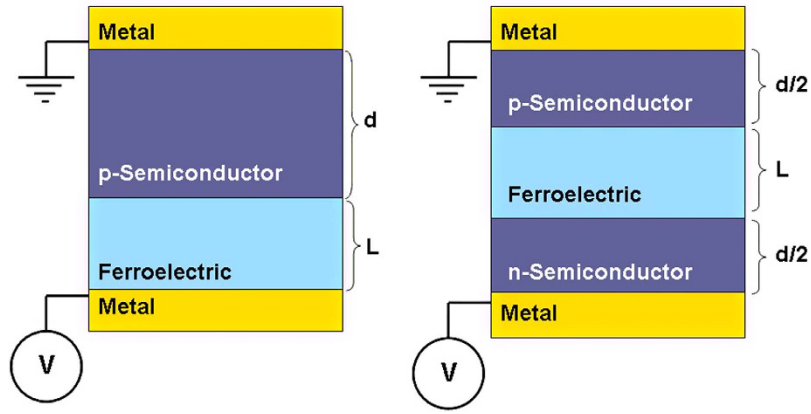 Metal
p-Semiconductor
d
Ferroelectric
L
Metal
V
Metal
p-Semiconductor
d/2
Ferroelectric
L
n-Semiconductor
d/2
Metal
V